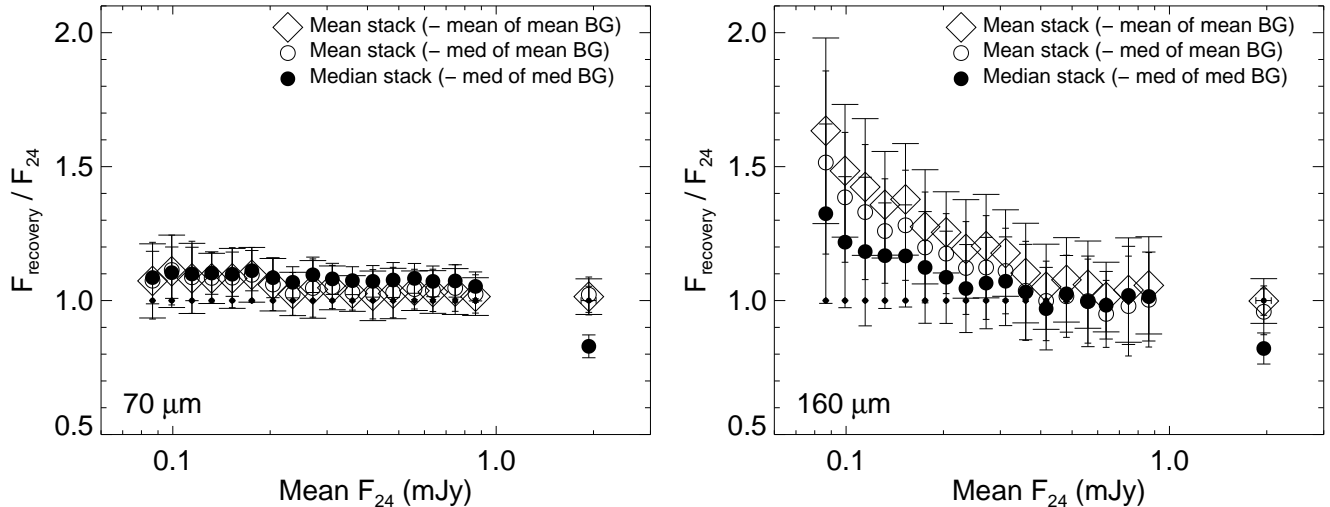 2.0
1.5
1.0
0.5
F_recovery / F_24
Mean stack (− mean of mean BG)
Mean stack (− med of mean BG)
Median stack (− med of med BG)
70 μm
0.1
1.0
Mean F_24 (mJy)
2.0
1.5
1.0
0.5
F_recovery / F_24
Mean stack (− mean of mean BG)
Mean stack (− med of mean BG)
Median stack (− med of med BG)
160 μm
0.1
1.0
Mean F_24 (mJy)